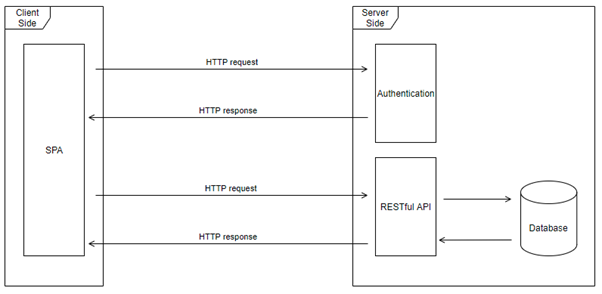 Client
Side
Server
Side
HTTP request
Authentication
HTTP response
SPA
HTTP request
RESTful API
Database
HTTP response